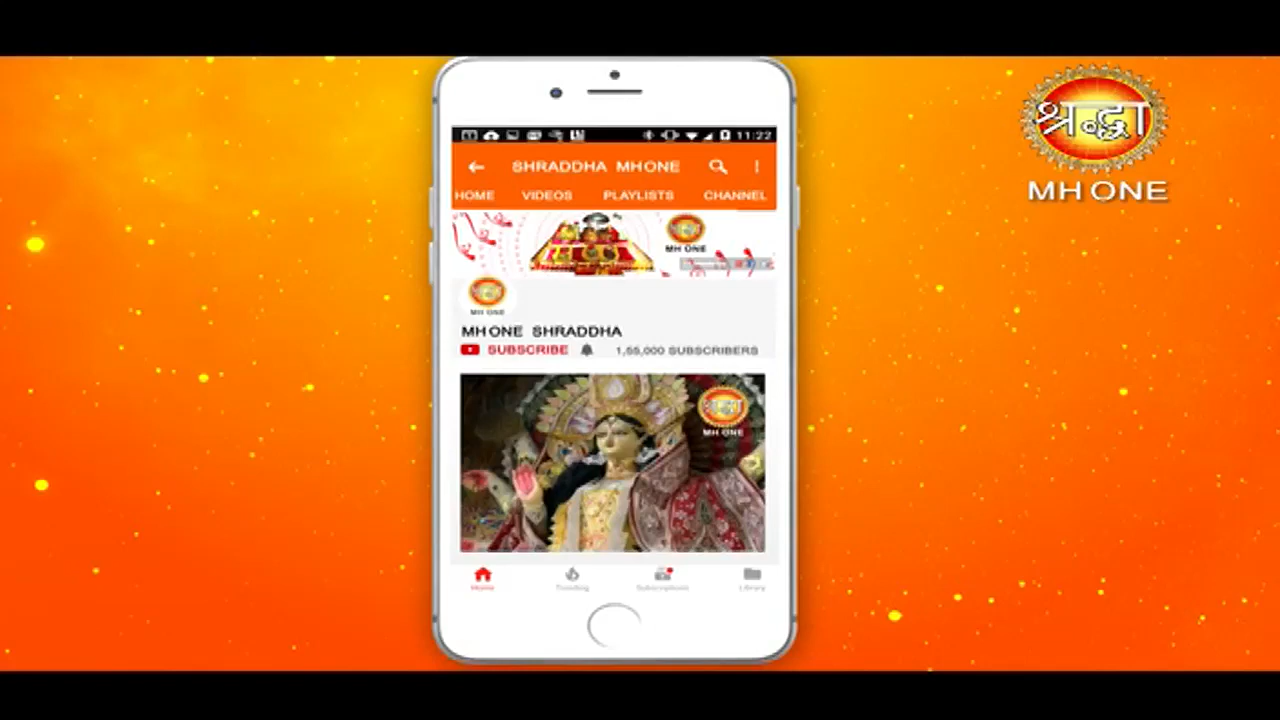 श्रद्धा
MH ONE
11:22
SHRADDHA MHONE
HOME VIDEOS PLAYLISTS CHANNEL
MH ONE
MH ONE
MHONE SHRADDHA
SUBSCRIBE 1,55,000 SUBSCRIBERS
श्रद्धा
MH ONE
Home Trending Subscriptions Library